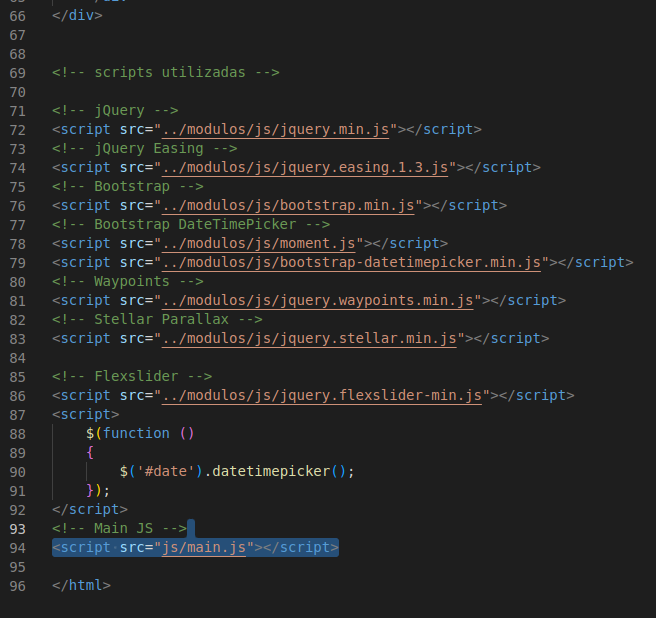 66 </div>
67
68
69 <!-- scripts utilizadas -->
70
71 <!-- jQuery -->
72 <script src="../modulos/js/jquery.min.js"></script>
73 <!-- jQuery Easing -->
74 <script src="../modulos/js/jquery.easing.1.3.js"></script>
75 <!-- Bootstrap -->
76 <script src="../modulos/js/bootstrap.min.js"></script>
77 <!-- Bootstrap DateTimePicker -->
78 <script src="../modulos/js/moment.js"></script>
79 <script src="../modulos/js/bootstrap-datetimepicker.min.js"></script>
80 <!-- Waypoints -->
81 <script src="../modulos/js/jquery.waypoints.min.js"></script>
82 <!-- Stellar Parallax -->
83 <script src="../modulos/js/jquery.stellar.min.js"></script>
84
85 <!-- Flexslider -->
86 <script src="../modulos/js/jquery.flexslider-min.js"></script>
87 <script>
88     $(function ()
89     {
90         $('#date').datetimepicker();
91     });
92 </script>
93 <!-- Main JS -->
94 <script src="js/main.js"></script>
95
96 </html>